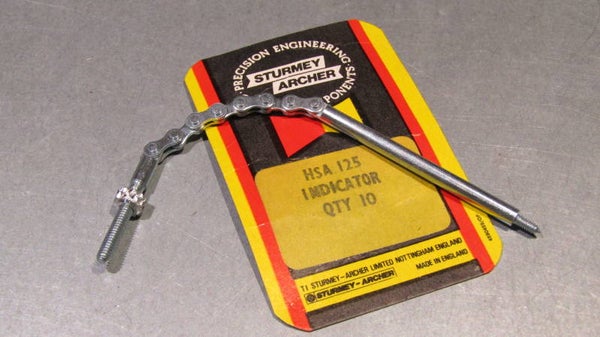 PRECISION ENGINEERING
STURMEY
ARCHER
PONENTS
HSA 125
INDICATOR
QTY 10
TI STURMEY-ARCHER LIMITED NOTTINGHAM ENGLAND
STURMEY-ARCHER
MADE IN ENGLAND